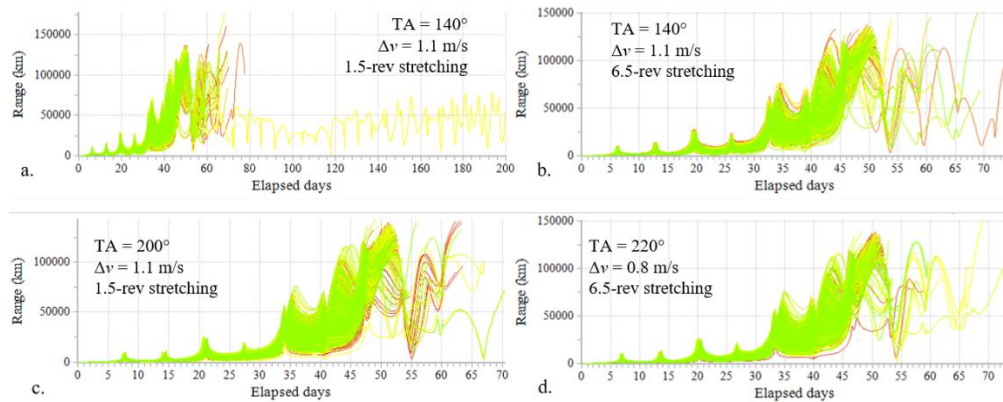 150000
100000
50000
0
Range (km)
TA = 140°
Δv = 1.1 m/s
1.5-rev stretching
0 20 40 60 80 100 120 140 160 180 200
Elapsed days
a.
150000
100000
50000
0
Range (km)
TA = 140°
Δv = 1.1 m/s
6.5-rev stretching
0 5 10 15 20 25 30 35 40 45 50 55 60 65 70
Elapsed days
b.
100000
50000
0
Range (km)
TA = 200°
Δv = 1.1 m/s
1.5-rev stretching
0 5 10 15 20 25 30 35 40 45 50 55 60 65 70
Elapsed days
c.
150000
100000
50000
0
Range (km)
TA = 220°
Δv = 0.8 m/s
6.5-rev stretching
0 5 10 15 20 25 30 35 40 45 50 55 60 65 70
Elapsed days
d.